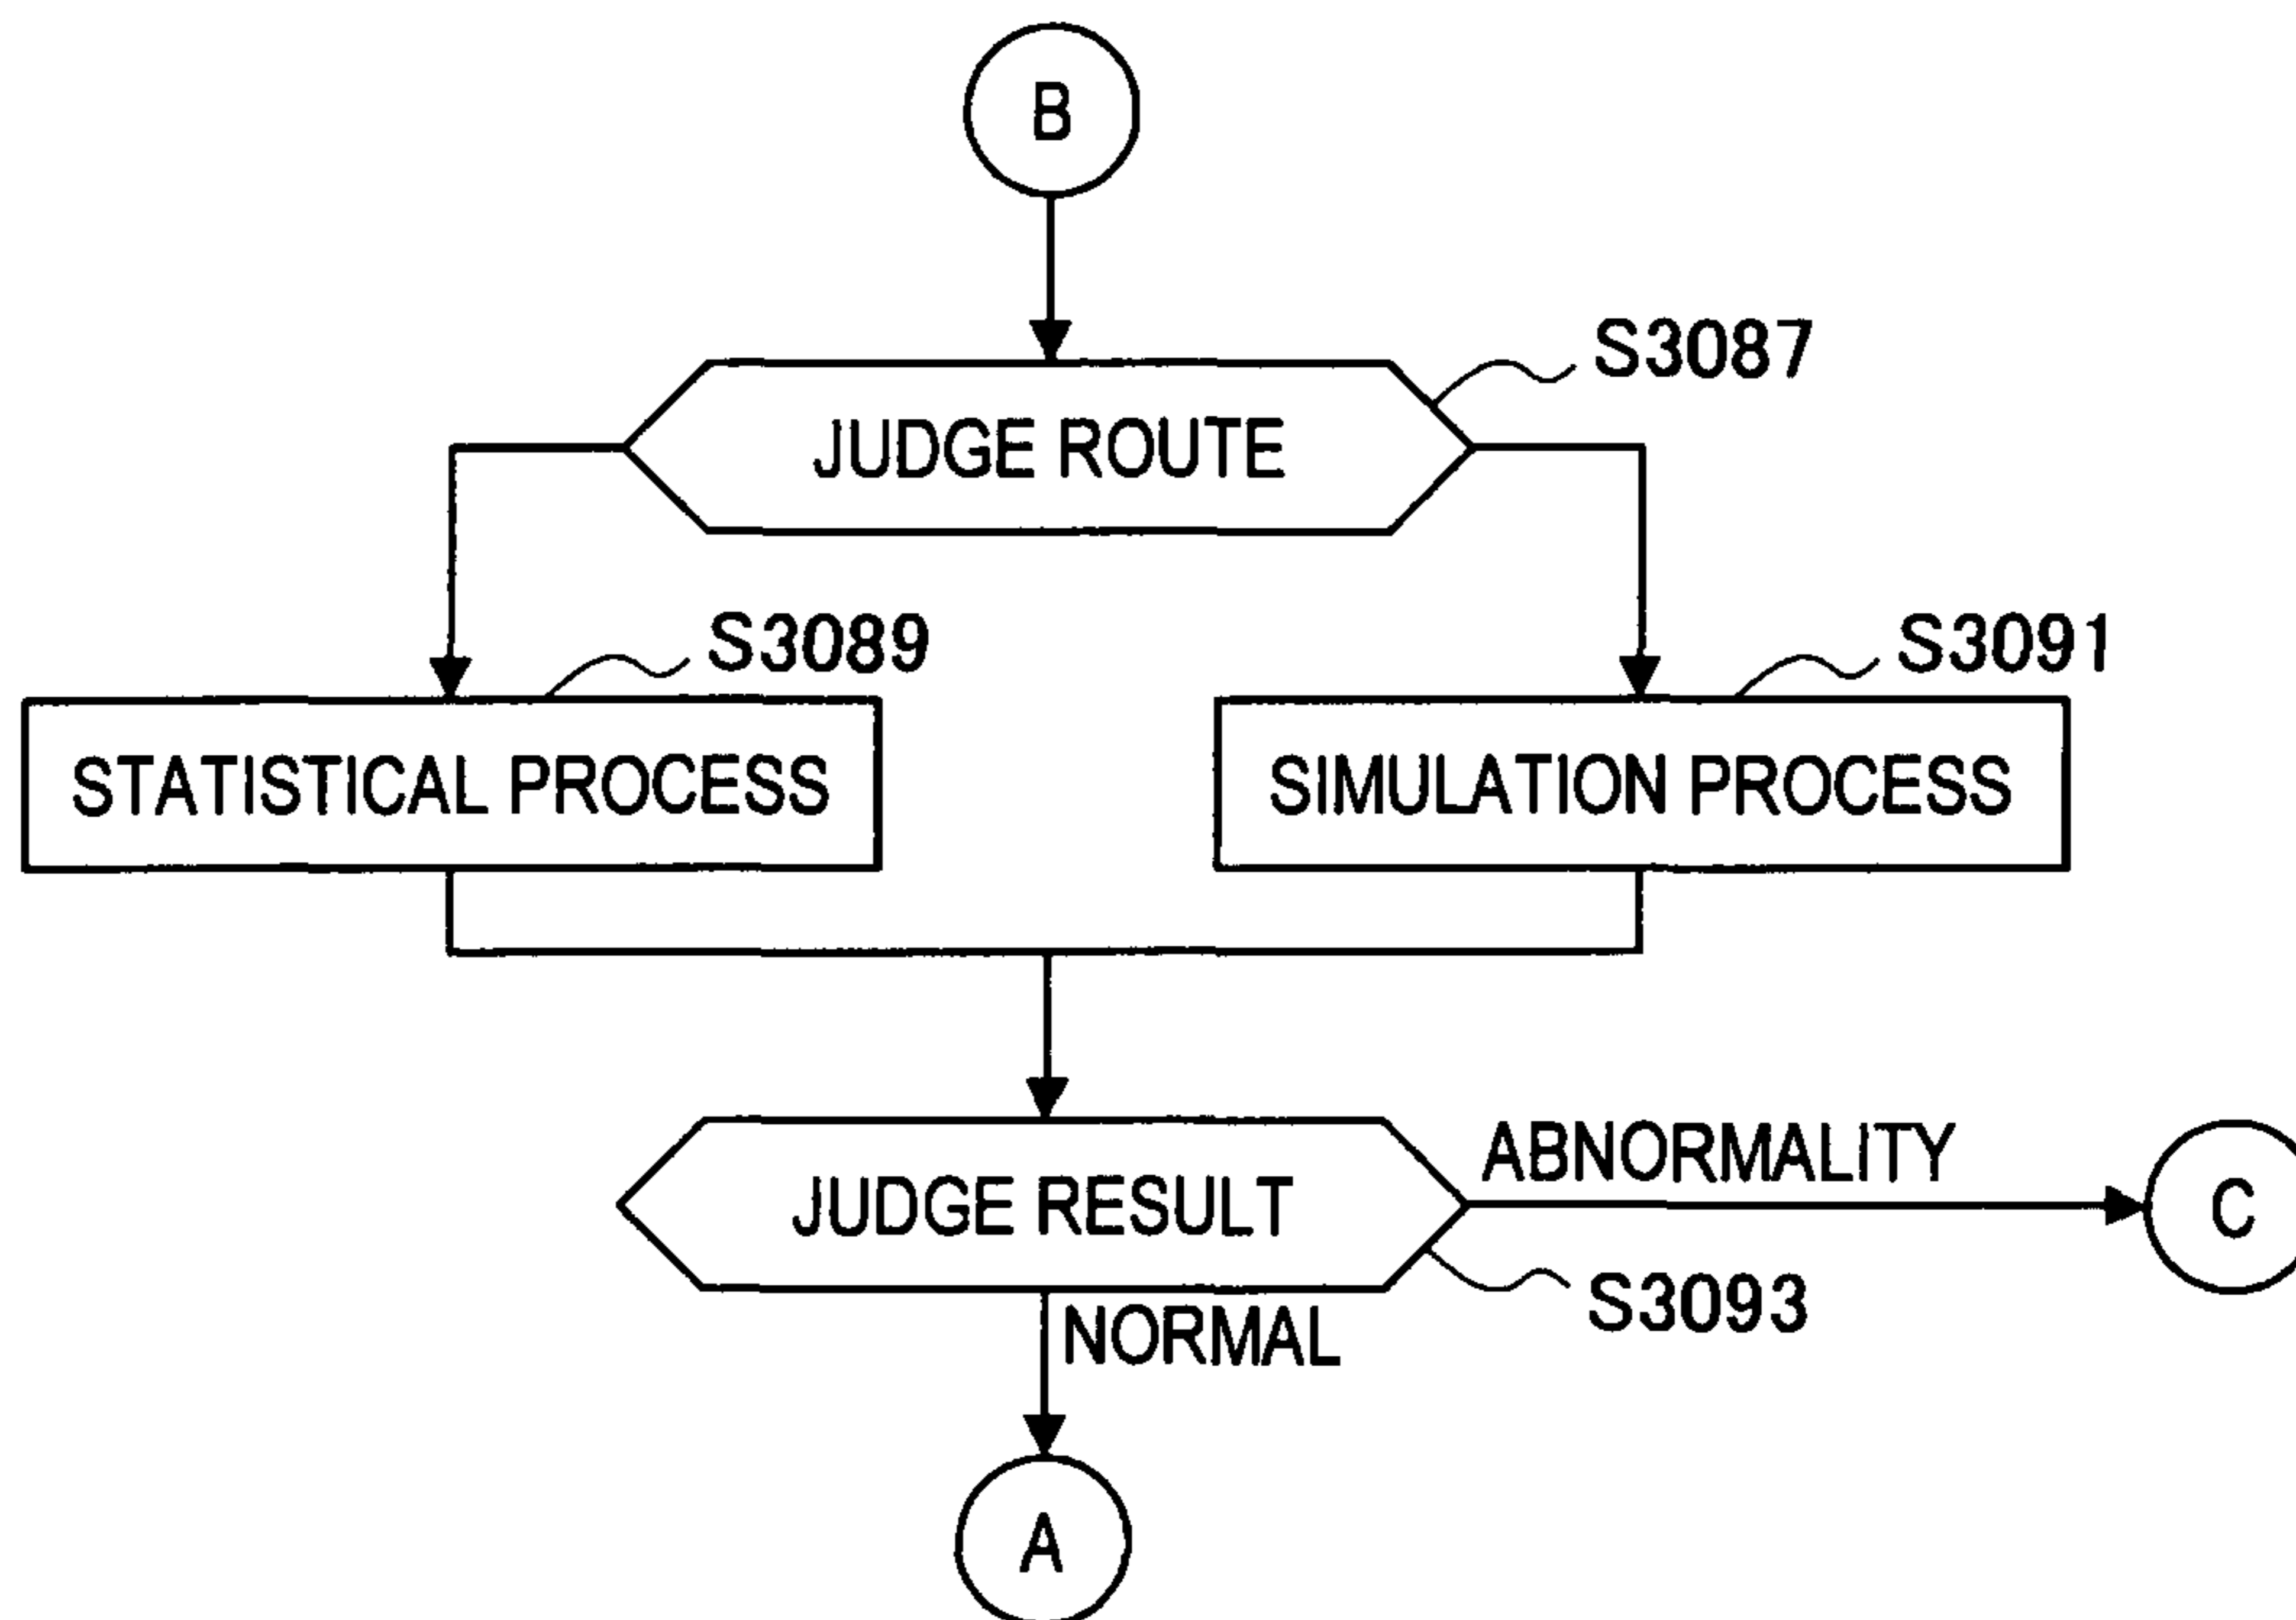 B
S3087
JUDGE ROUTE
S3089
S3091
STATISTICAL PROCESS
SIMULATION PROCESS
ABNORMALITY
JUDGE RESULT
C
S3093
NORMAL
A